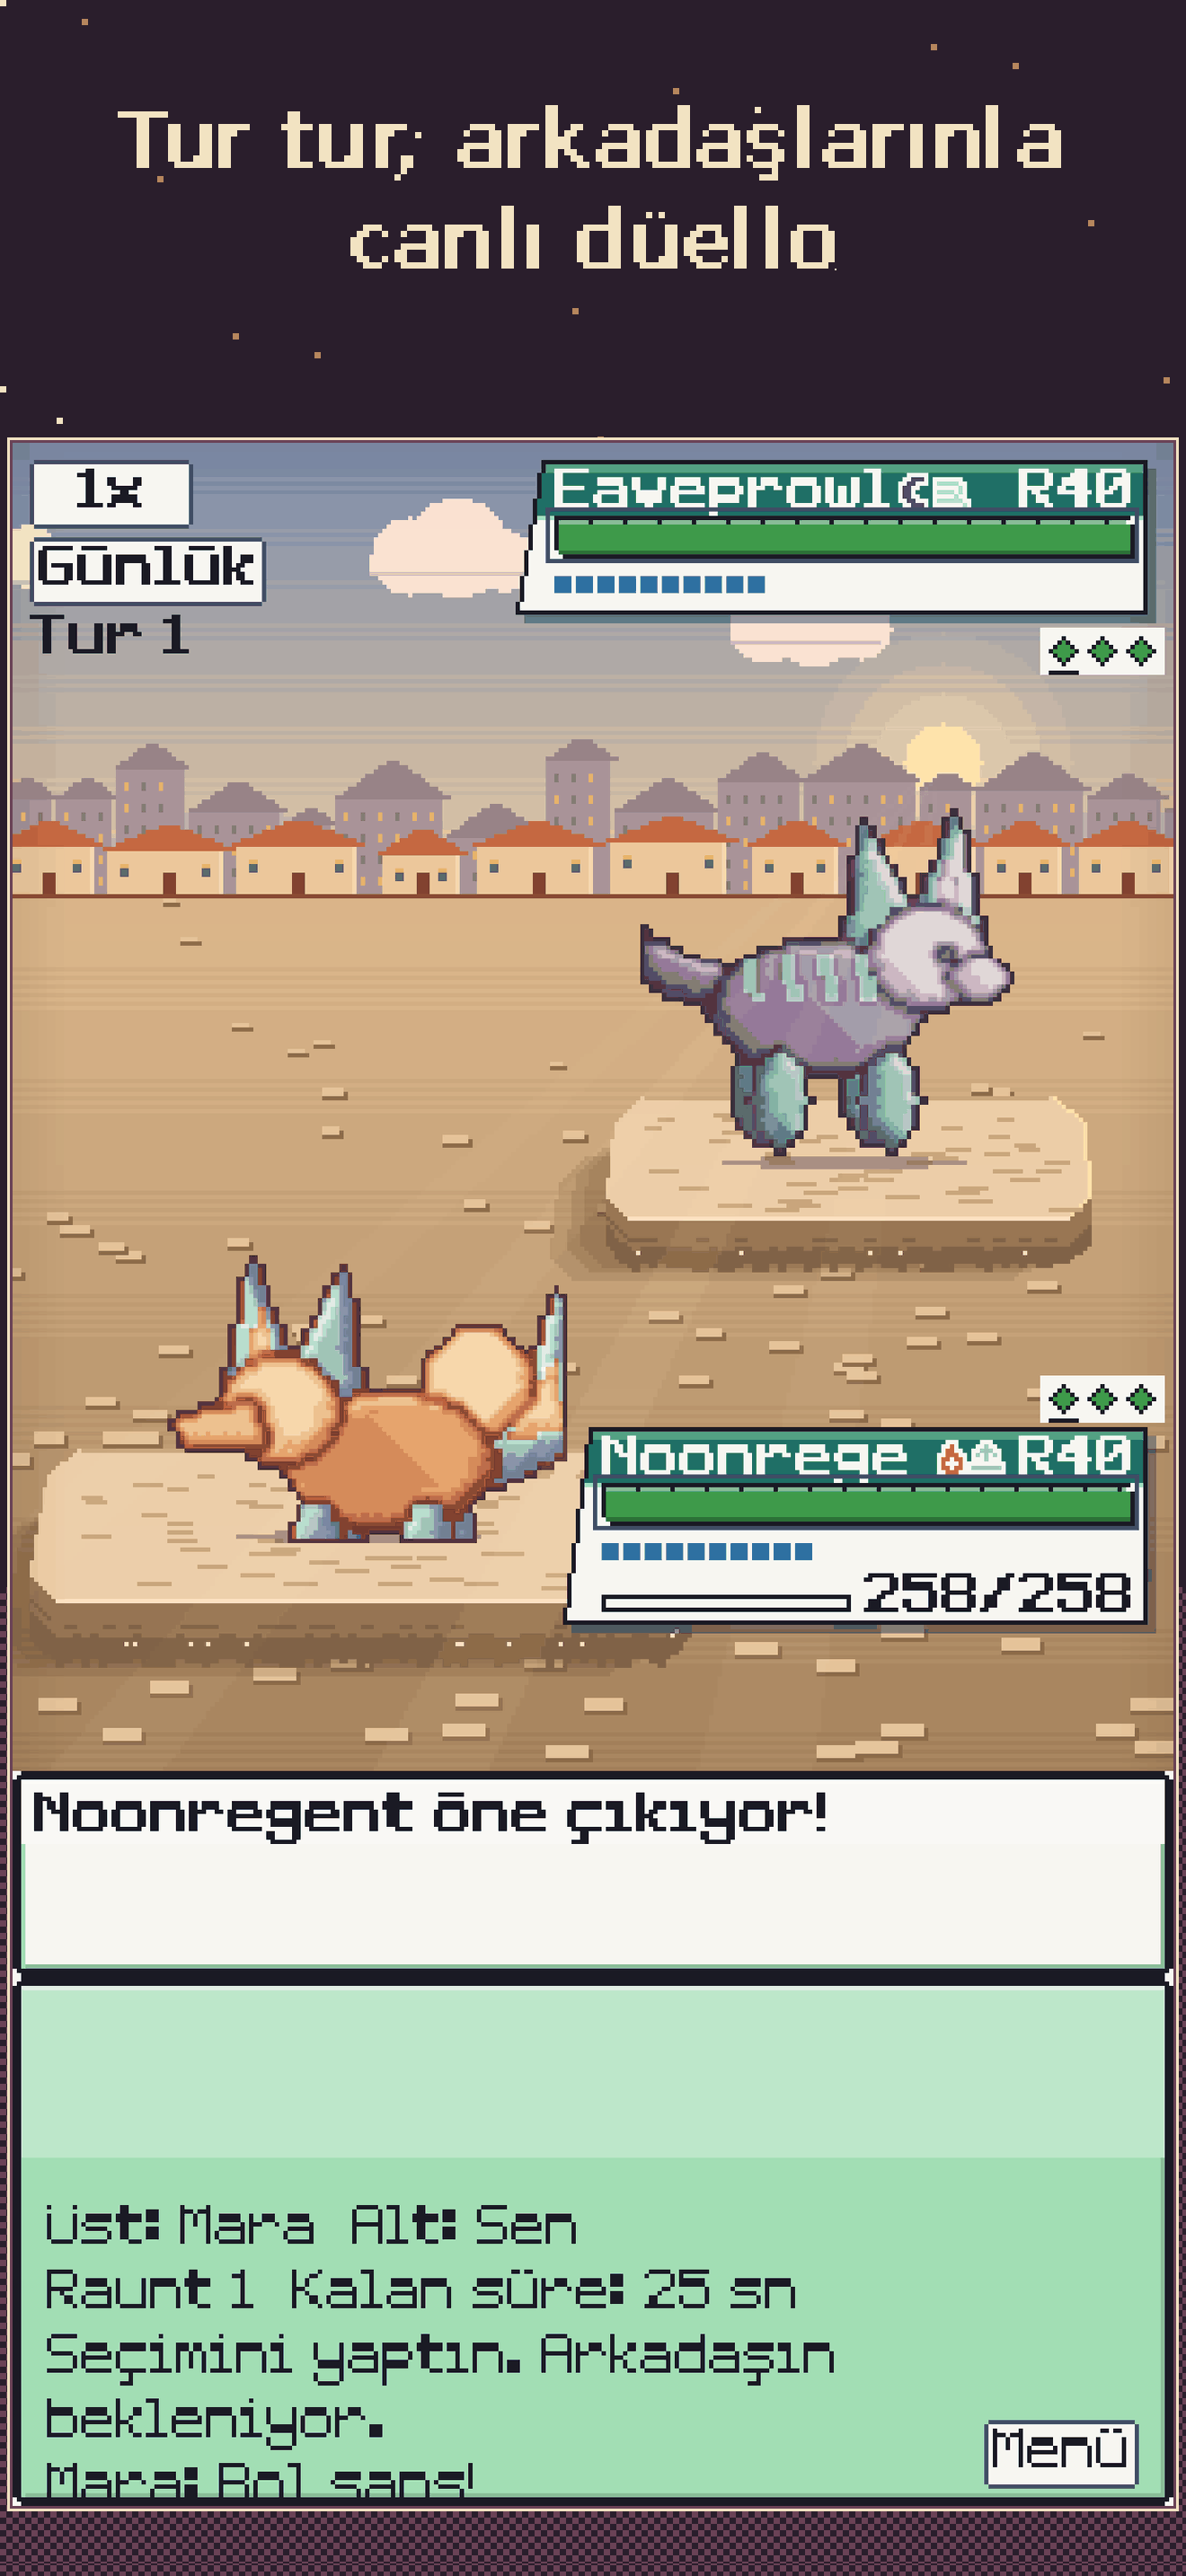 Tur tur, arkadaşlarınla
canlı düello
1x
Günlük
Tur 1
Eaveprowl R40
Noonrege R40
258/258
Noonregent öne çıkıyor!
Üst: Mara Alt: Sen
Raunt 1 Kalan süre: 25 sn
Seçimini yaptın. Arkadaşın
bekleniyor.
Mara: Bol şans!
Menü